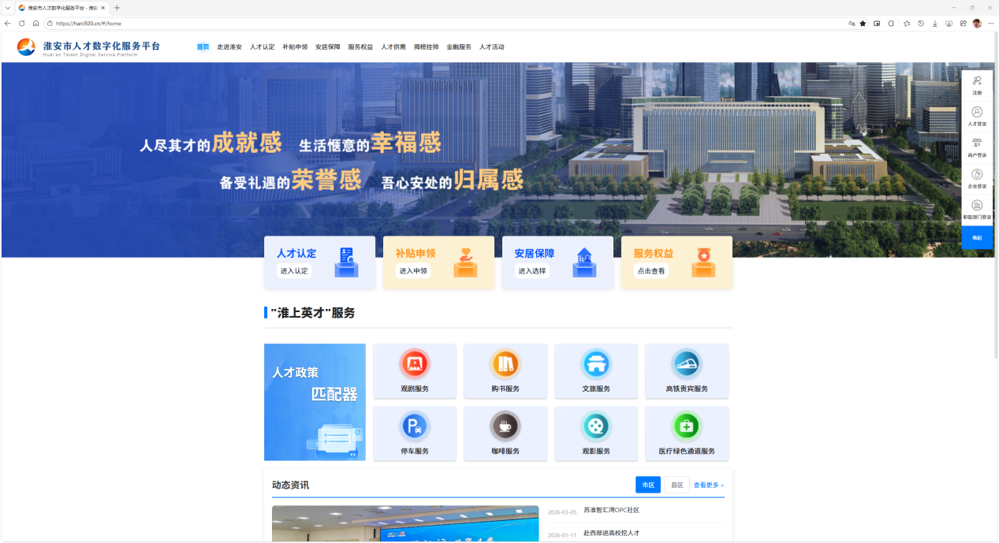 淮安市人才数字化服务平台 - 淮安
https://harc920.cn/#/home
淮安市人才数字化服务平台
Huai'an Talent Digital Service Platform
首页 走进淮安 人才认定 补贴申领 安居保障 服务权益 人才供需 揭榜挂帅 金融服务 人才活动
注册
人才登录
商户登录
企业登录
职能部门登录
收起
人尽其才的成就感 生活惬意的幸福感
备受礼遇的荣誉感 吾心安处的归属感
人才认定
进入认定
补贴申领
进入申领
安居保障
进入选择
服务权益
点击查看
"淮上英才"服务
人才政策
匹配器
观剧服务 购书服务 文旅服务 高铁贵宾服务
停车服务 咖啡服务 观影服务 医疗绿色通道服务
动态资讯 市区 县区 查看更多 >
2026-03-05 苏淮智汇湾OPC社区
2026-01-11 赴西部进高校挖人才